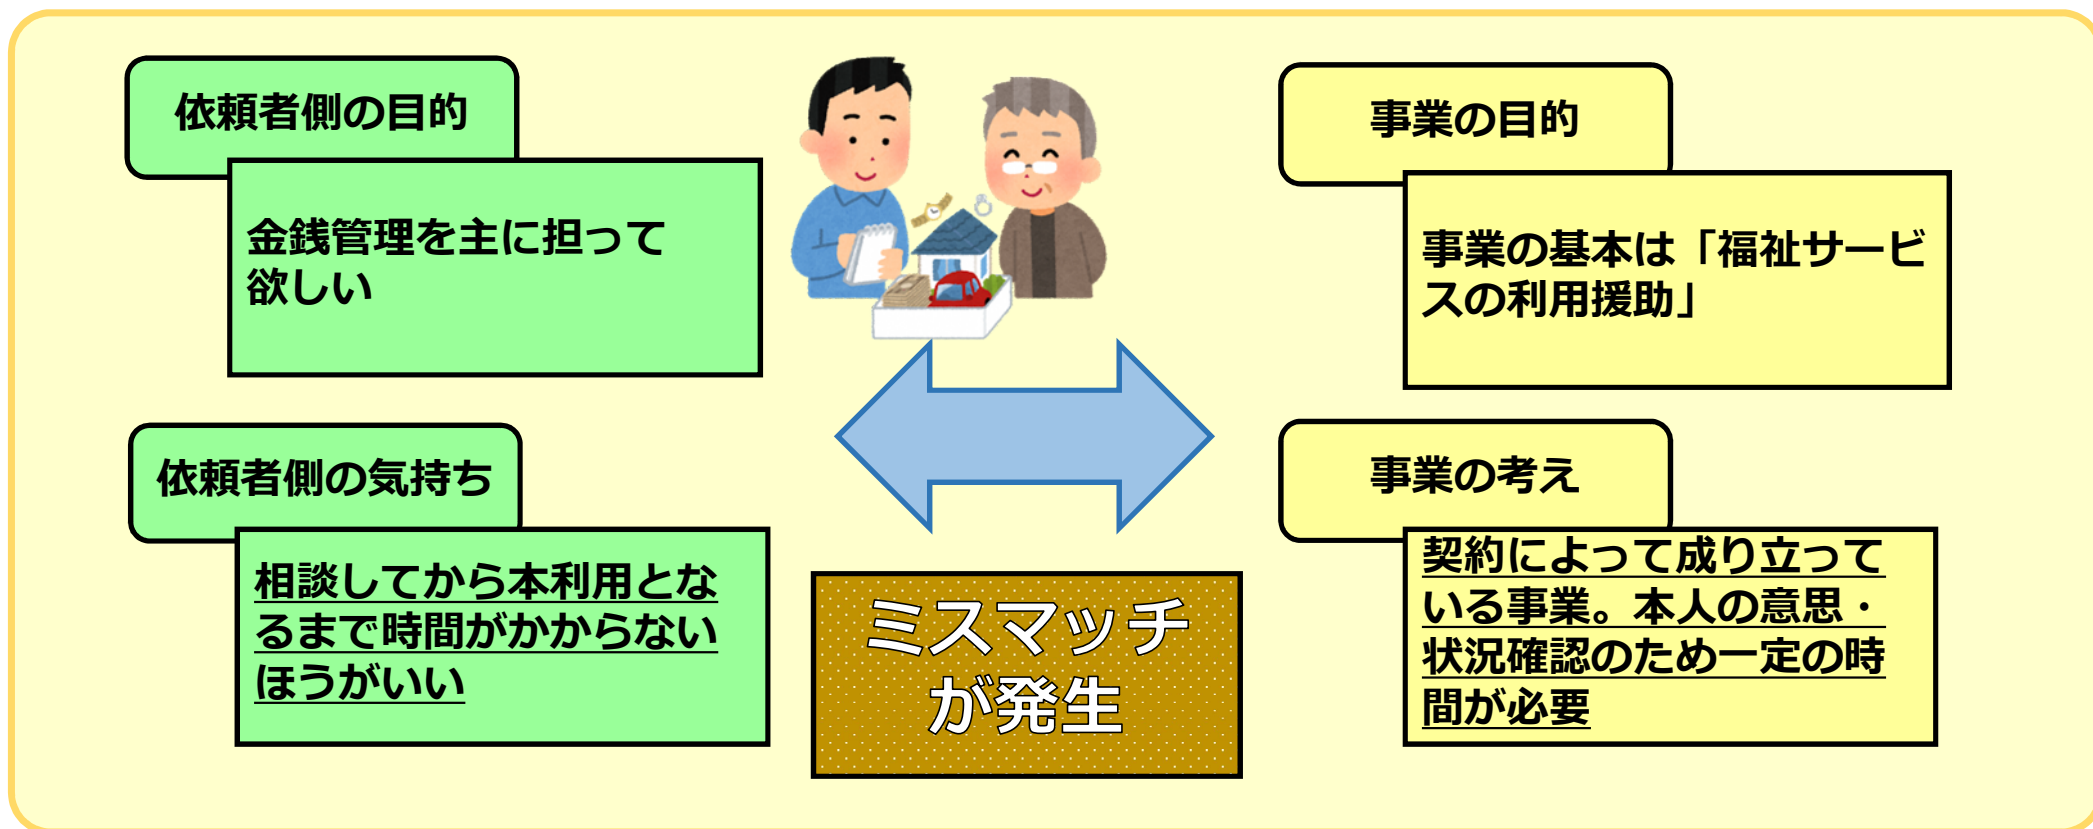 依頼者側の目的
金銭管理を主に担って
欲しい
事業の目的
事業の基本は「福祉サービ
スの利用援助」
依頼者側の気持ち
相談してから本利用とな
るまで時間がかからない
ほうがいい
ミスマッチ
が発生
事業の考え
契約によって成り立って
いる事業。本人の意思・
状況確認のため一定の時
間が必要